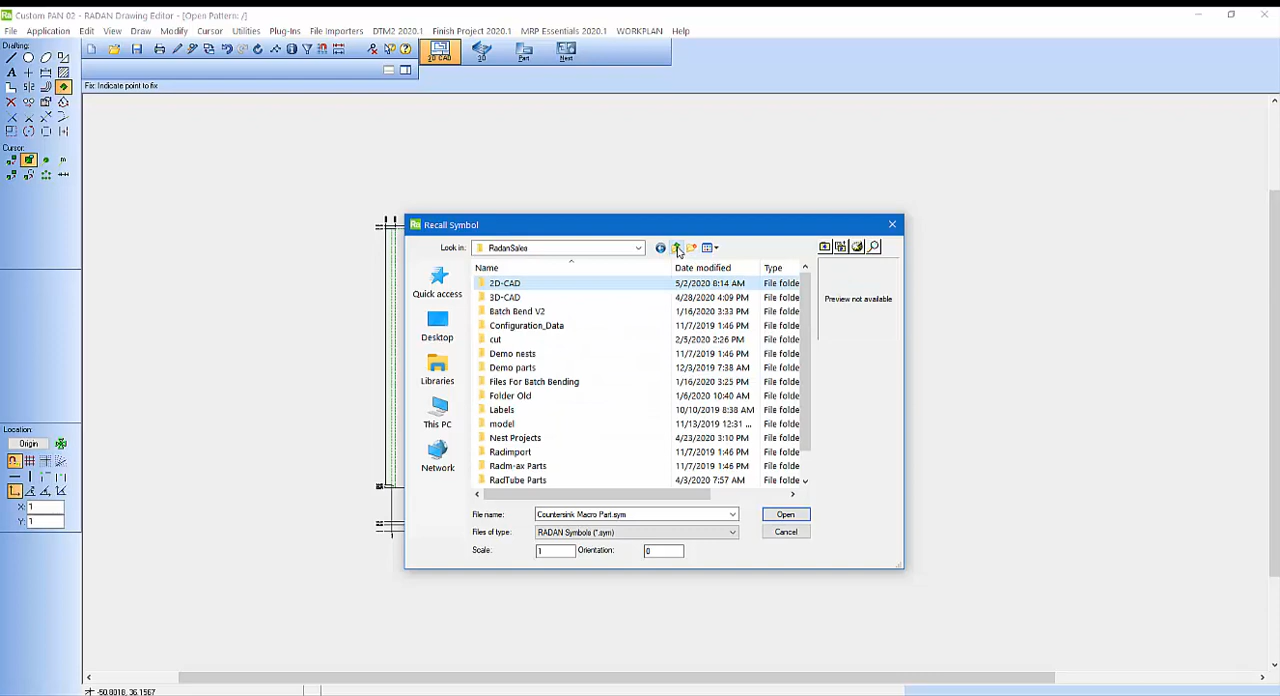 Custom PAN 02 - RADAN Drawing Editor - [Open Pattern: /]
File Application Edit View Draw Modify Cursor Utilities Plug-Ins File Importers DTM2 2020.1 Finish Project 2020.1 MRP Essentials 2020.1 WORKPLAN Help
Drafting:
2D CAD 3D Part Nest
Fix: Indicate point to fix
Cursor:
Recall Symbol
Look in: RadanSales
Name Date modified Type
2D-CAD 5/2/2020 8:14 AM File folde
3D-CAD 4/28/2020 4:09 PM File folde
Batch Bend V2 1/16/2020 3:33 PM File folde
Configuration_Data 11/7/2019 1:46 PM File folde
cut 2/5/2020 2:26 PM File folde
Demo nests 11/7/2019 1:46 PM File folde
Demo parts 12/3/2019 7:38 AM File folde
Files For Batch Bending 1/16/2020 3:25 PM File folde
Folder Old 1/6/2020 10:40 AM File folde
Labels 10/10/2019 8:38 AM File folde
model 11/13/2019 12:31 ... File folde
Nest Projects 4/23/2020 3:10 PM File folde
Radimport 11/7/2019 1:46 PM File folde
Radm-ax Parts 11/7/2019 1:46 PM File folde
RadTube Parts 4/3/2020 7:57 AM File folde
Quick access
Desktop
Libraries
This PC
Network
Preview not available
File name: Countersink Macro Part.sym Open
Files of type: RADAN Symbols (*.sym) Cancel
Scale: 1 Orientation: 0
Location:
Origin
X: 1
Y: 1
-50.8018, 36.1567